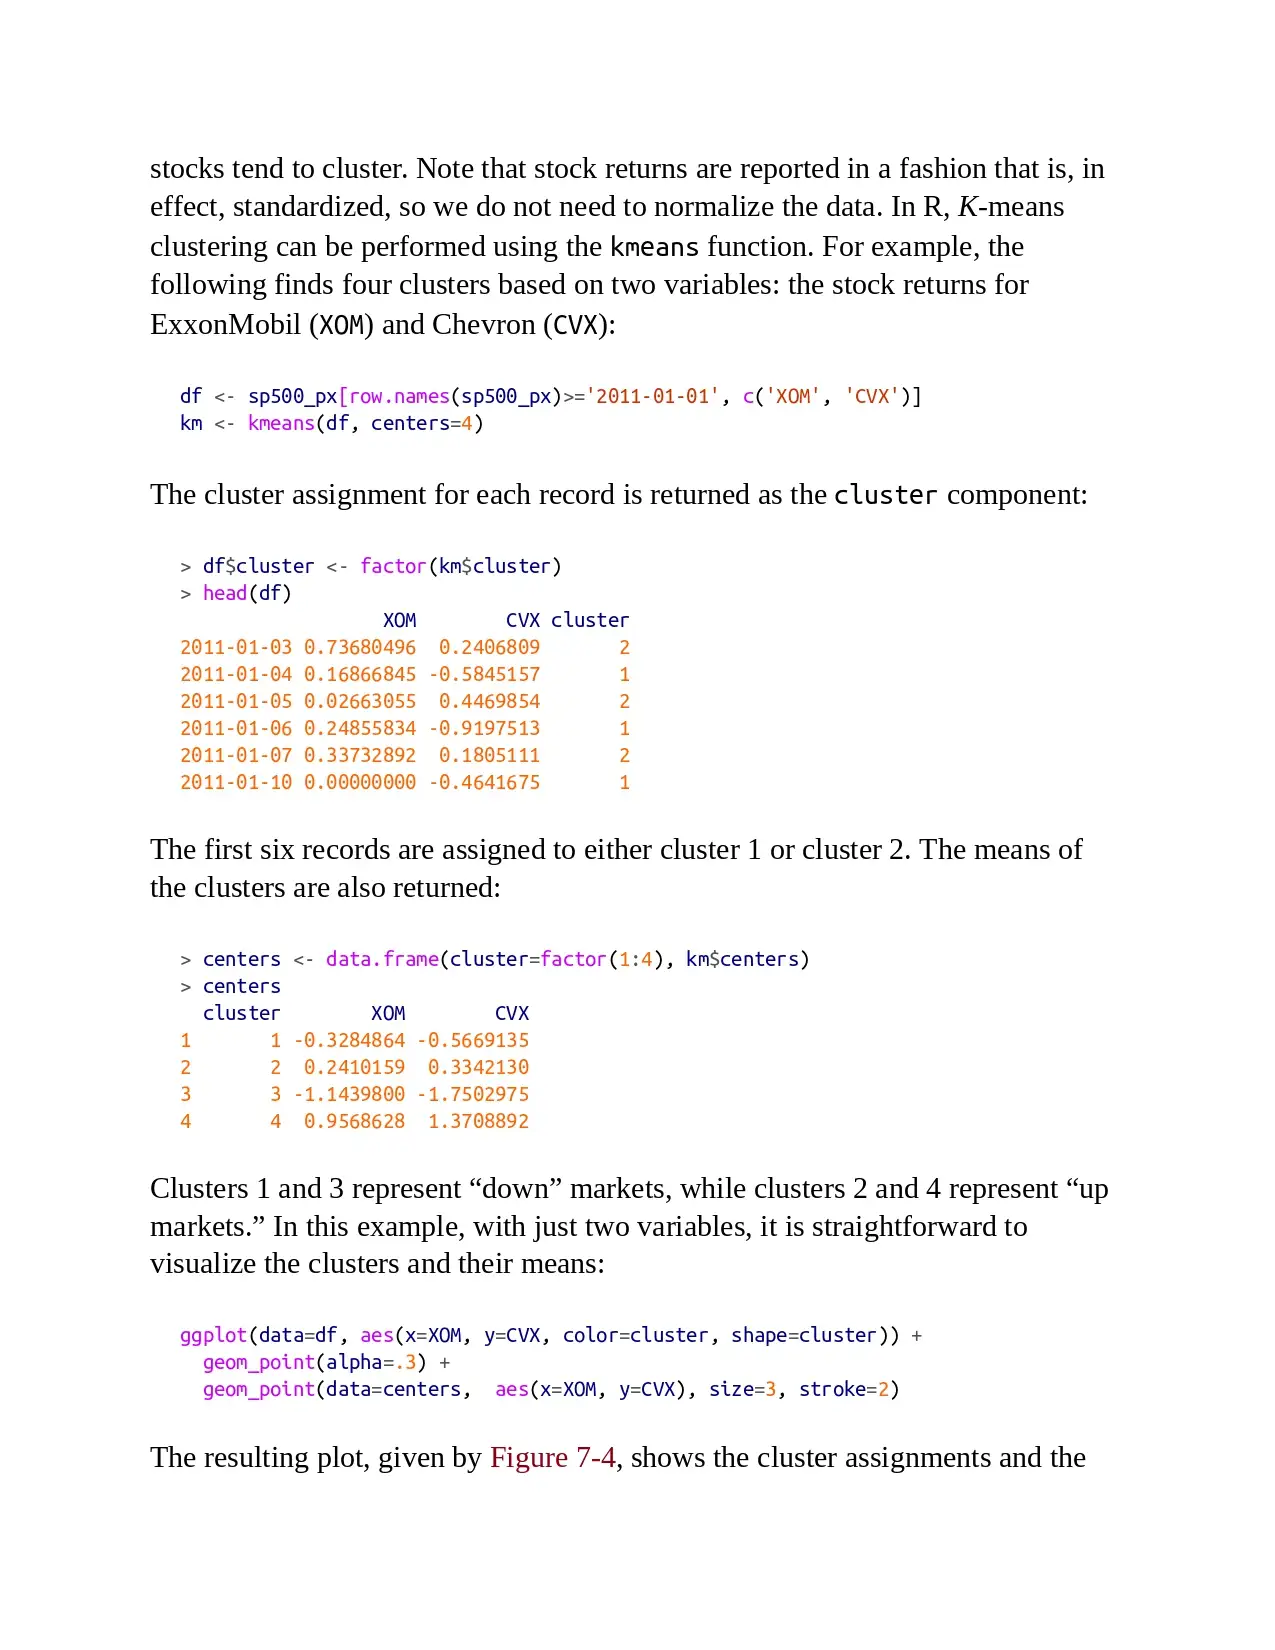 stocks tend to cluster. Note that stock returns are reported in a fashion that is, in
effect, standardized, so we do not need to normalize the data. In R, K-means
clustering can be performed using the kmeans function. For example, the
following finds four clusters based on two variables: the stock returns for
ExxonMobil (XOM) and Chevron (CVX):
df <- sp500_px[row.names(sp500_px)>='2011-01-01', c('XOM', 'CVX')]
km <- kmeans(df, centers=4)
The cluster assignment for each record is returned as the cluster component:
> df$cluster <- factor(km$cluster)
> head(df)
                  XOM        CVX cluster
2011-01-03 0.73680496  0.2406809       2
2011-01-04 0.16866845 -0.5845157       1
2011-01-05 0.02663055  0.4469854       2
2011-01-06 0.24855834 -0.9197513       1
2011-01-07 0.33732892  0.1805111       2
2011-01-10 0.00000000 -0.4641675       1
The first six records are assigned to either cluster 1 or cluster 2. The means of
the clusters are also returned:
> centers <- data.frame(cluster=factor(1:4), km$centers)
> centers
  cluster        XOM        CVX
1       1 -0.3284864 -0.5669135
2       2  0.2410159  0.3342130
3       3 -1.1439800 -1.7502975
4       4  0.9568628  1.3708892
Clusters 1 and 3 represent “down” markets, while clusters 2 and 4 represent “up
markets.” In this example, with just two variables, it is straightforward to
visualize the clusters and their means:
ggplot(data=df, aes(x=XOM, y=CVX, color=cluster, shape=cluster)) +
  geom_point(alpha=.3) +
  geom_point(data=centers,  aes(x=XOM, y=CVX), size=3, stroke=2)
The resulting plot, given by Figure 7-4, shows the cluster assignments and the